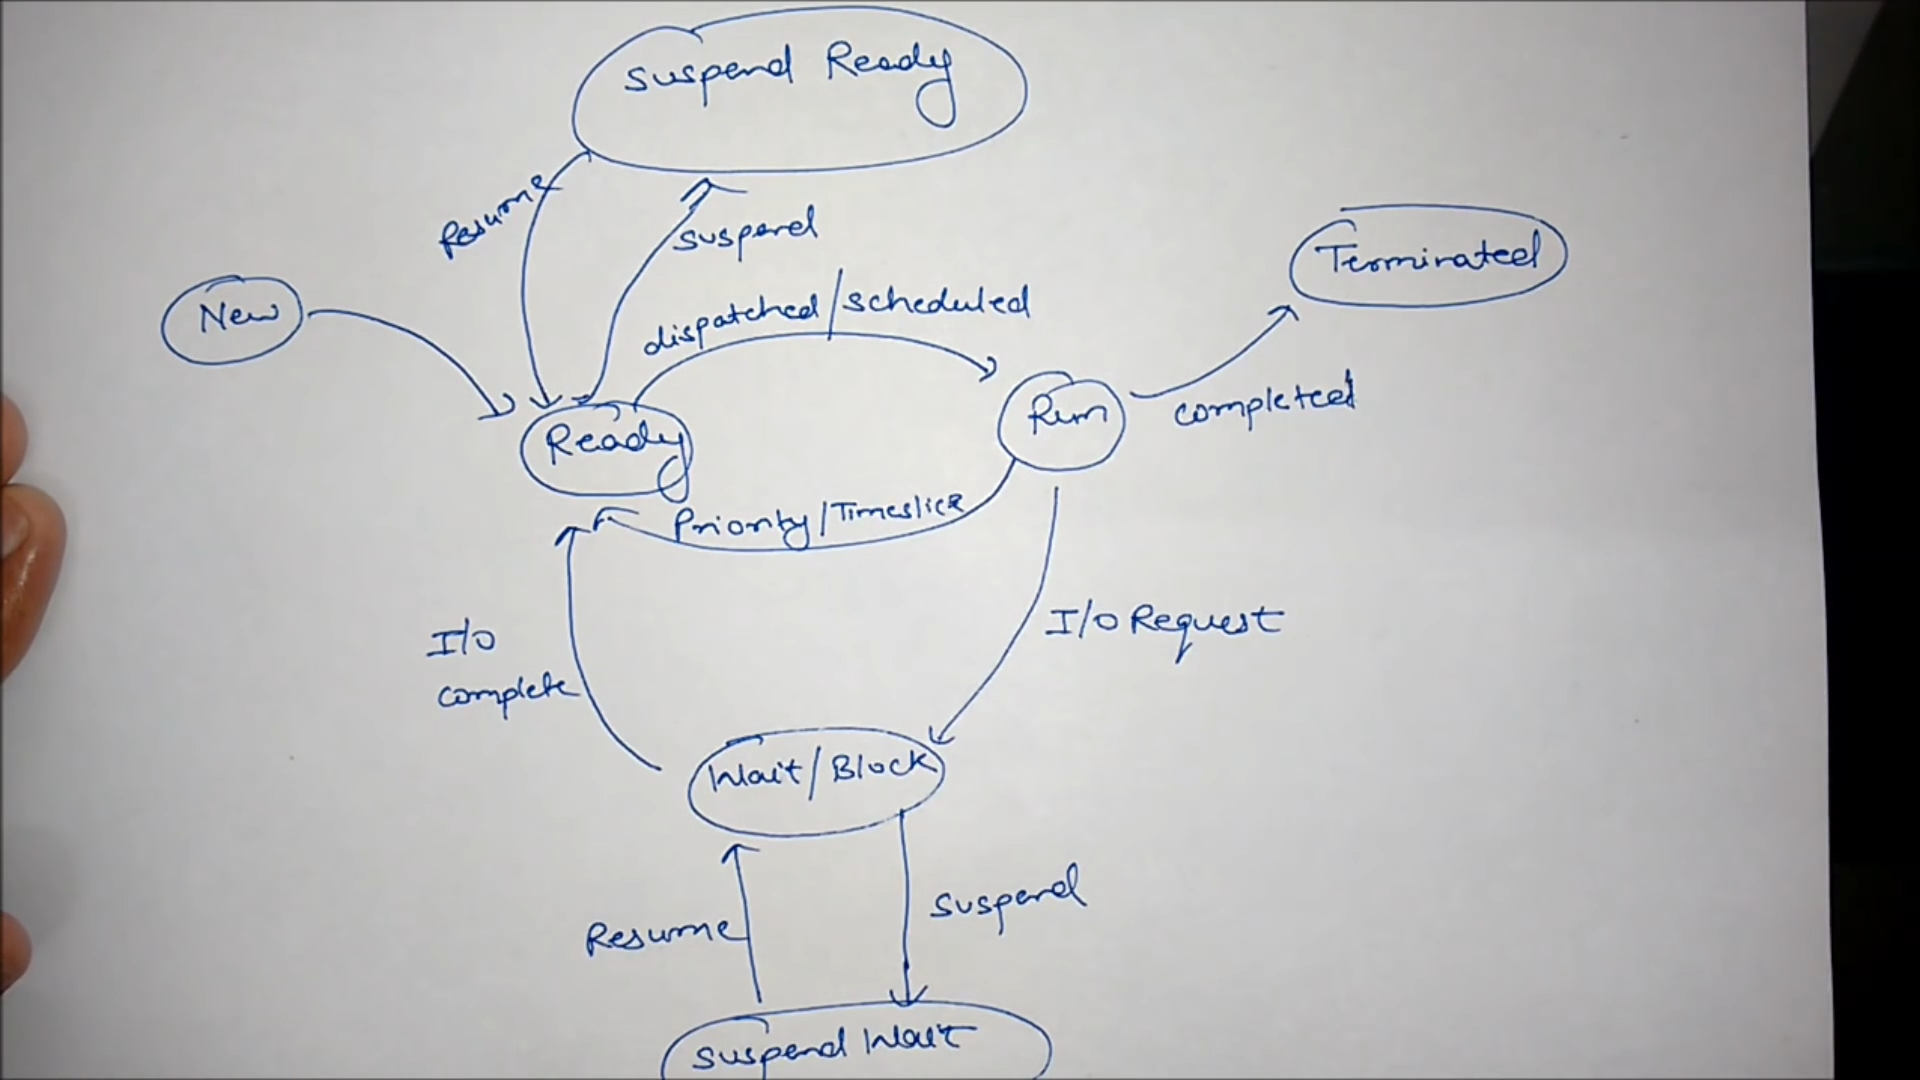 Suspend Ready
Resume
suspend
Terminated
New
dispatched/scheduled
Run
completed
Ready
Priority/Timeslice
I/O Request
I/O
complete
Wait/Block
Suspend
Resume
Suspend Wait